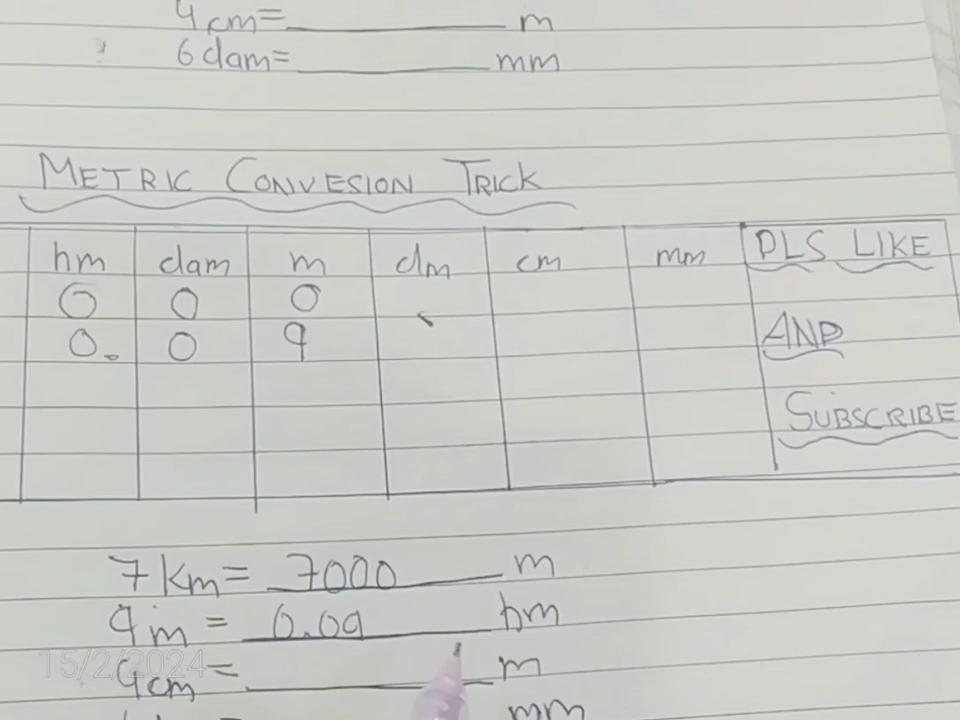 4cm= m
6dam= mm
METRIC CONVESION TRICK
hm dam m dm cm mm PLS LIKE
0 0 0
0. 0 9 AND
SUBSCRIBE
7km= 7000 m
9m = 0.09 hm
15/2/2024
9cm = m
mm